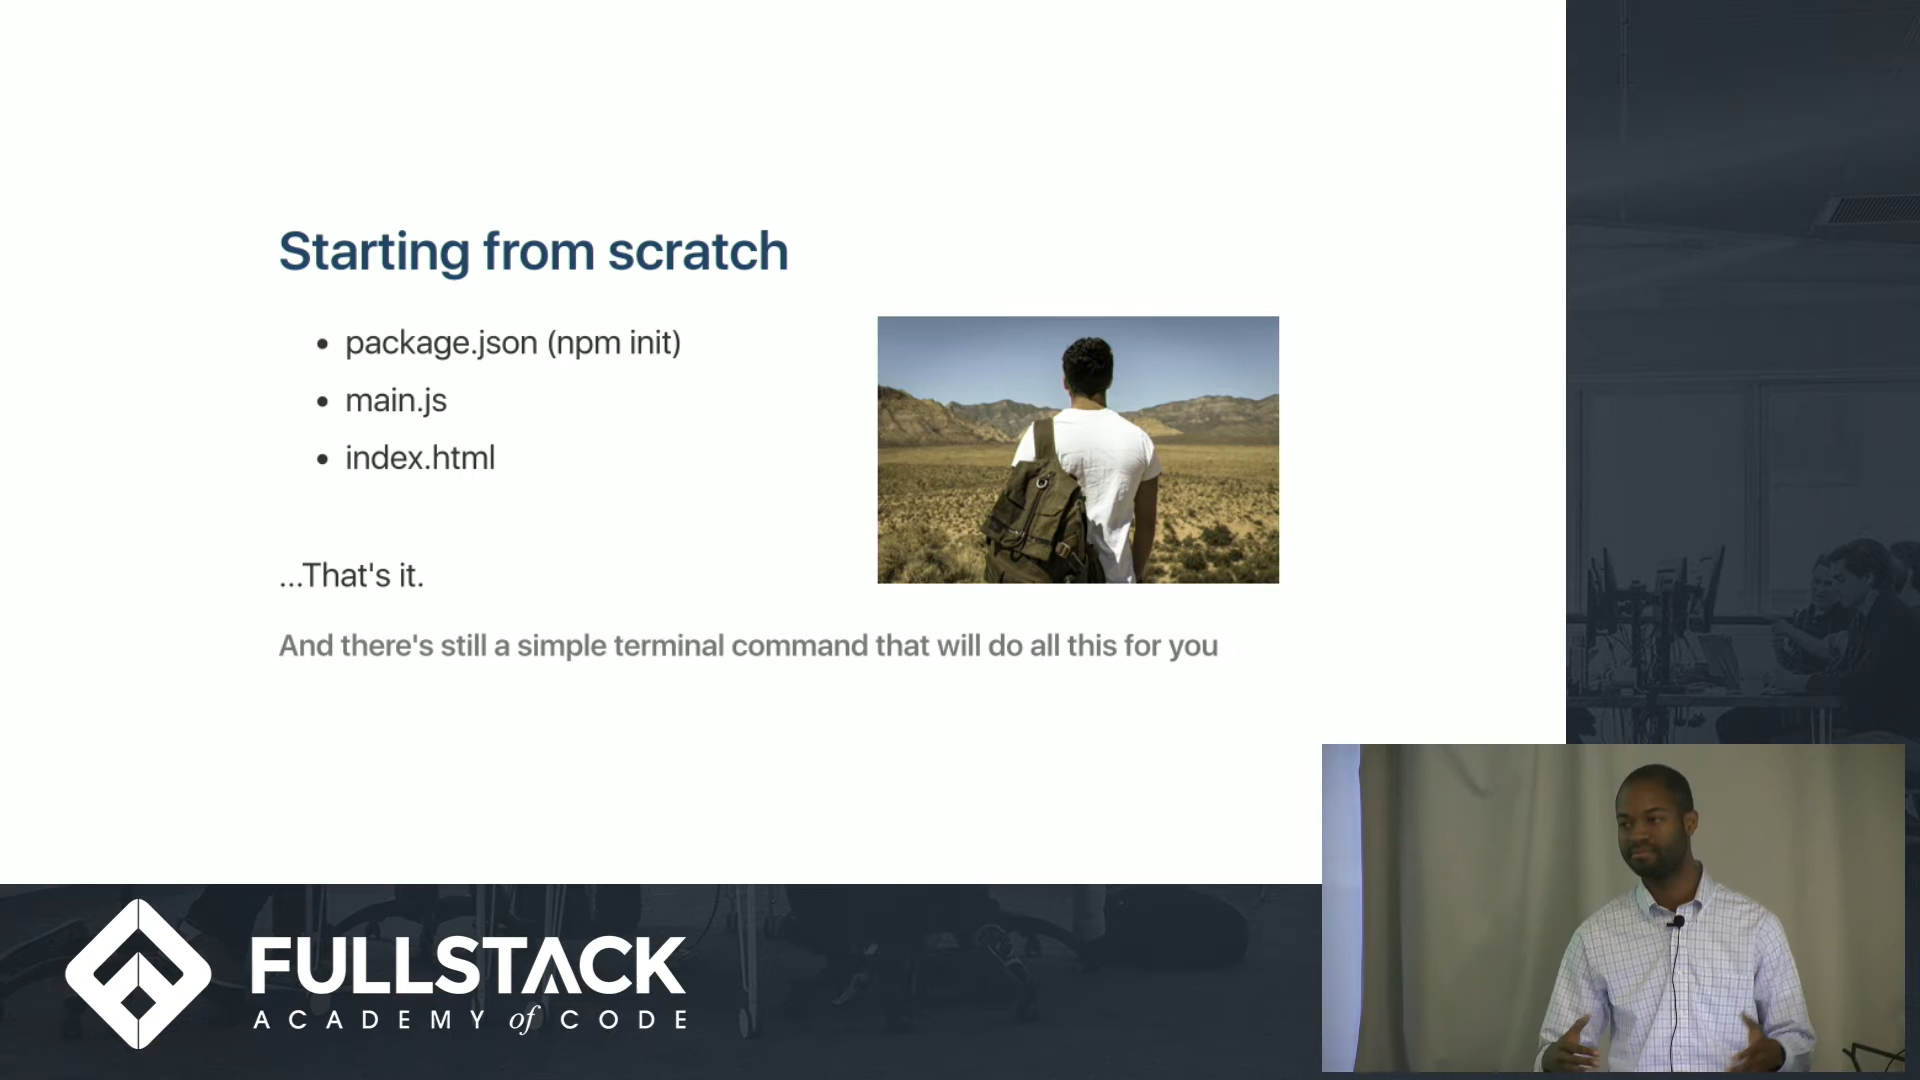 Starting from scratch
• package.json (npm init)
• main.js
• index.html
...That's it.
And there's still a simple terminal command that will do all this for you
FULLSTACK
ACADEMY of CODE